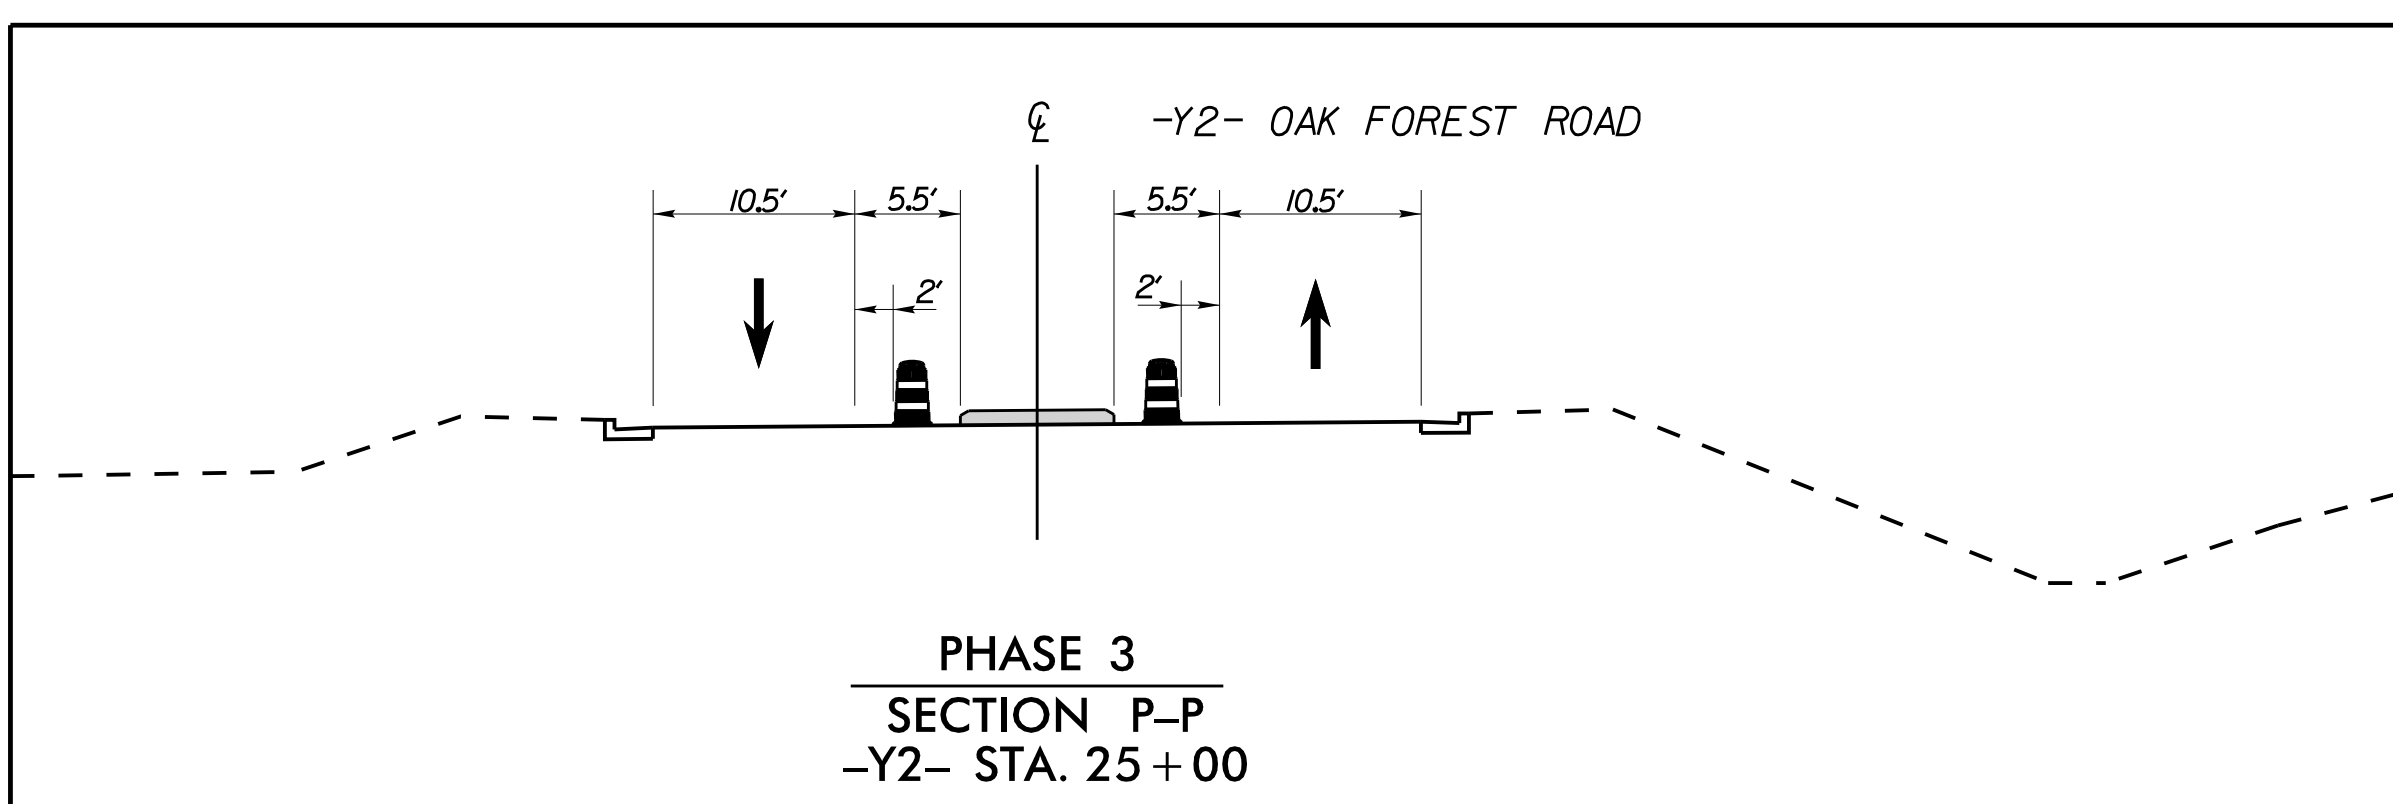 ℄ -Y2- OAK FOREST ROAD
10.5' 5.5' 5.5' 10.5'
2' 2'
PHASE 3
SECTION P-P
-Y2- STA. 25+00